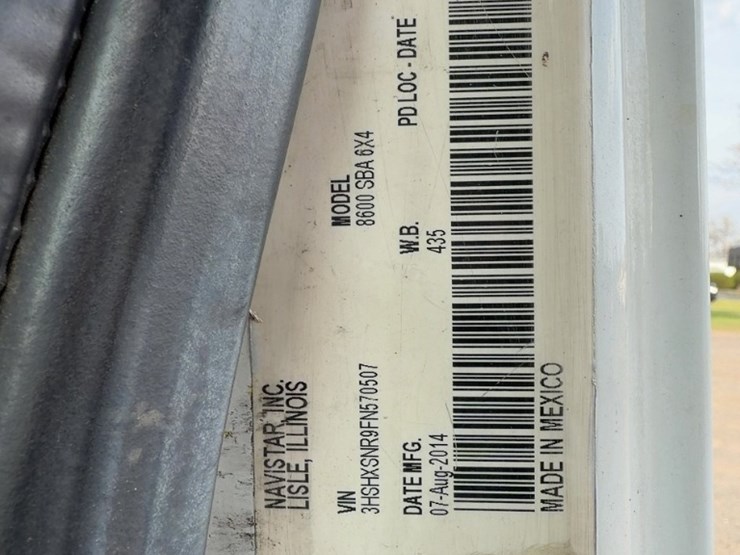 NAVISTAR, INC.
LISLE, ILLINOIS
VIN
3HSHXSNR9FN570507
MODEL
8600 SBA 6X4
DATE MFG.
07-Aug-2014
W.B.
435
PD LOC - DATE
MADE IN MEXICO